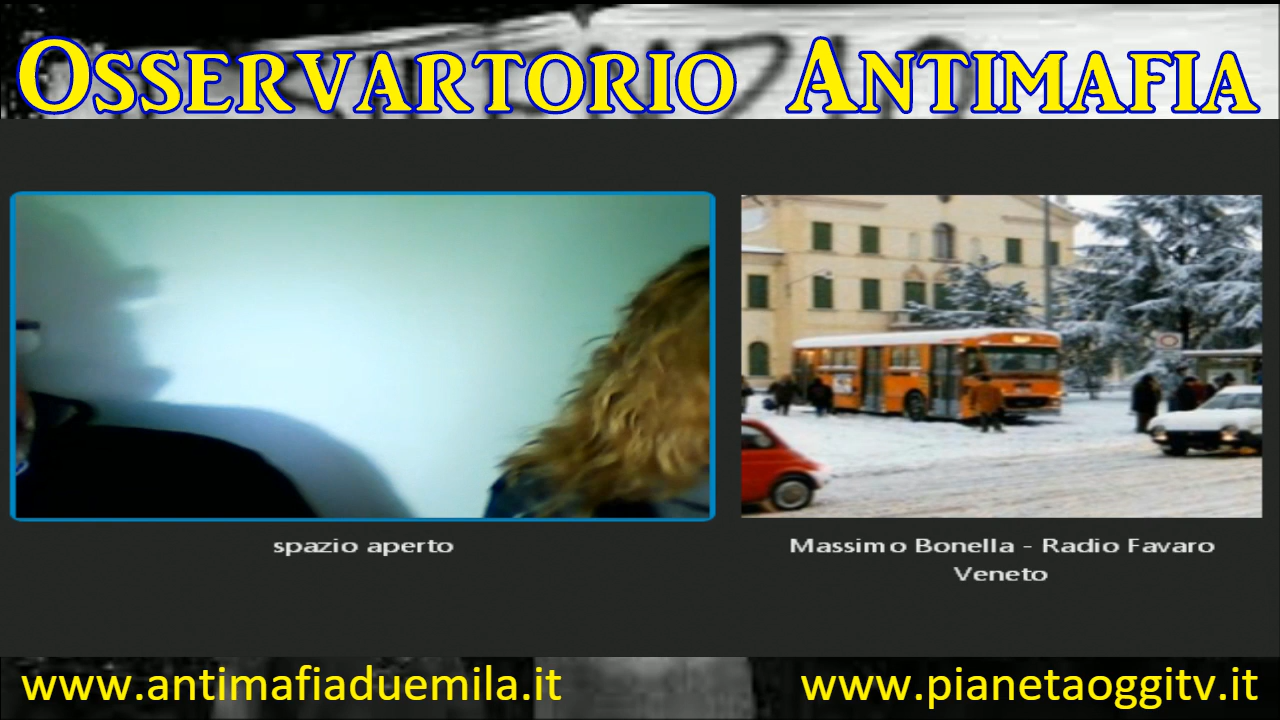 OSSERVARTORIO ANTIMAFIA
spazio aperto
Massimo Bonella - Radio Favaro
Veneto
www.antimafiaduemila.it
www.pianetaoggitv.it